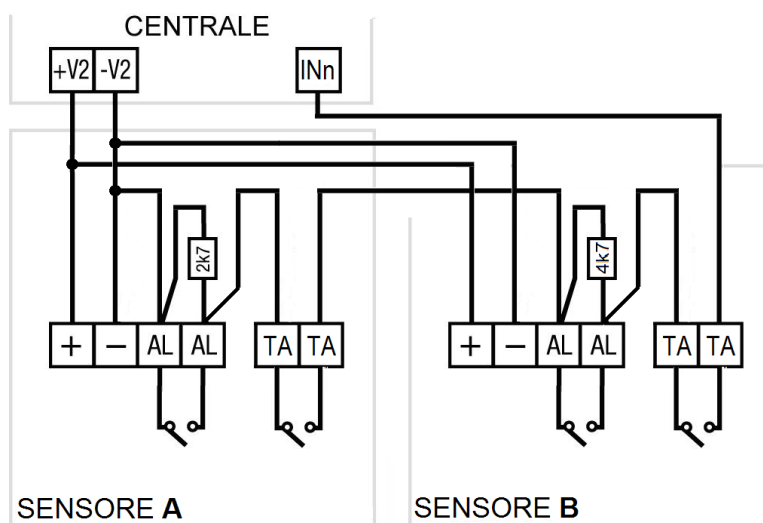 CENTRALE
+V2 -V2 INn
2k7 4k7
+ − AL AL TA TA + − AL AL TA TA
SENSORE A SENSORE B